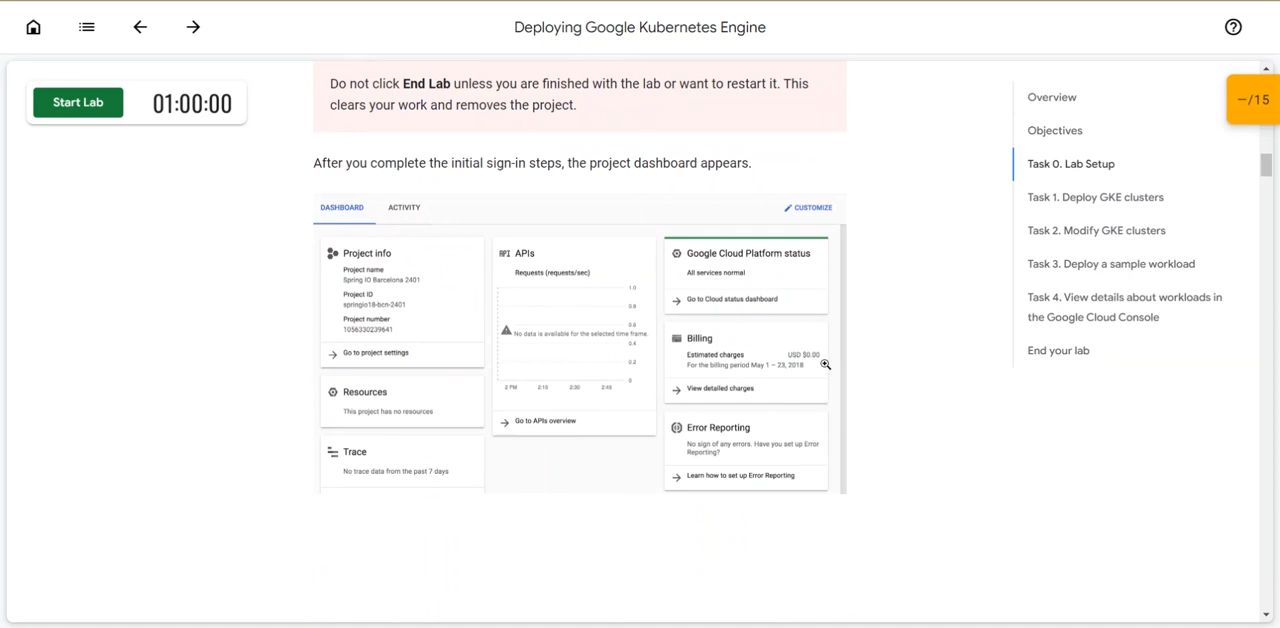 Deploying Google Kubernetes Engine
Start Lab
01:00:00
Do not click End Lab unless you are finished with the lab or want to restart it. This
clears your work and removes the project.
After you complete the initial sign-in steps, the project dashboard appears.
DASHBOARD
ACTIVITY
CUSTOMIZE
Project info
Project name
Spring IO Barcelona 2401
Project ID
springio18-bcn-2401
Project number
1056330239641
Go to project settings
Resources
This project has no resources
Trace
No trace data from the past 7 days
API APIs
Requests (requests/sec)
1.0
0.8
0.6
No data is available for the selected time frame.
0.4
0.2
0
2 PM
2:15
2:30
2:45
Go to APIs overview
Google Cloud Platform status
All services normal
Go to Cloud status dashboard
Billing
Estimated charges
USD $0.00
For the billing period May 1 – 23, 2018
View detailed charges
Error Reporting
No sign of any errors. Have you set up Error
Reporting?
Learn how to set up Error Reporting
Overview
Objectives
Task 0. Lab Setup
Task 1. Deploy GKE clusters
Task 2. Modify GKE clusters
Task 3. Deploy a sample workload
Task 4. View details about workloads in
the Google Cloud Console
End your lab
–/15